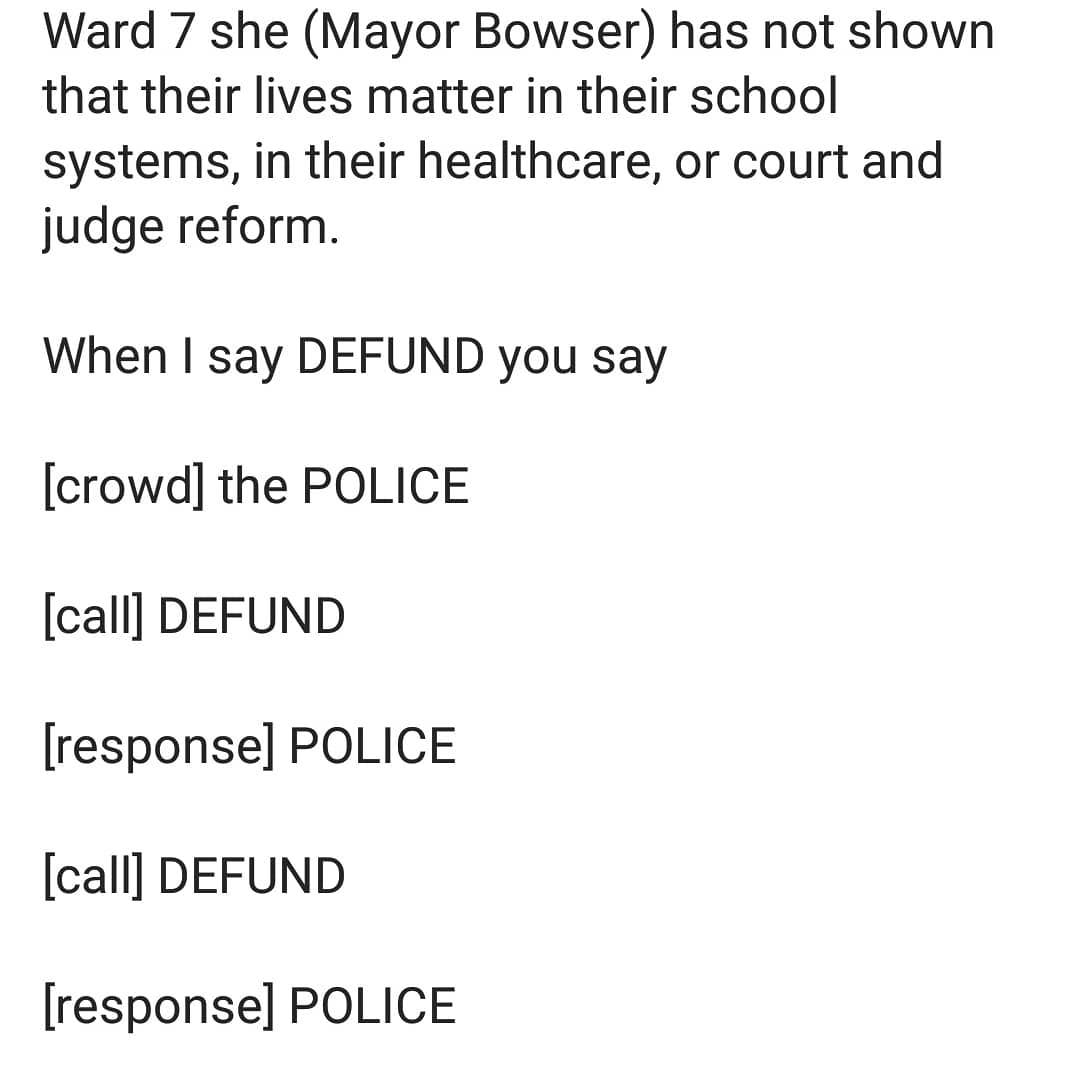 Ward 7 she (Mayor Bowser) has not shown
that their lives matter in their school
systems, in their healthcare, or court and
judge reform.
When I say DEFUND you say
[crowd] the POLICE
[call] DEFUND
[response] POLICE
[call] DEFUND
[response] POLICE